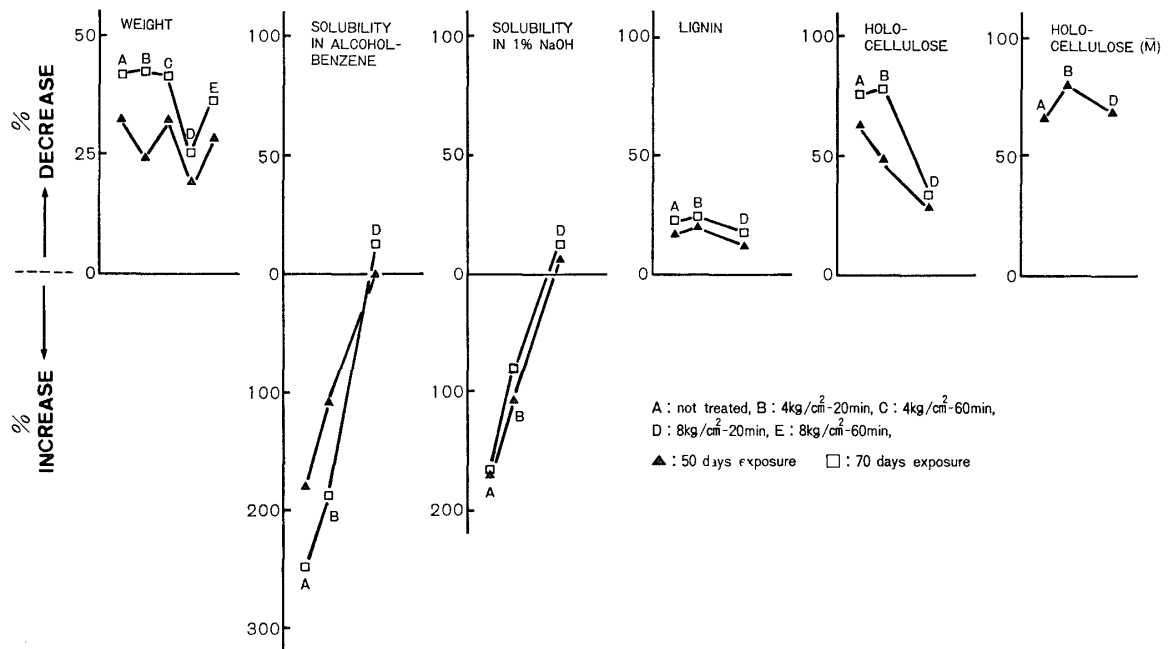 WEIGHT
SOLUBILITY
IN ALCOHOL-
BENZENE
SOLUBILITY
IN 1% NaOH
LIGNIN
HOLO-
CELLULOSE
HOLO-
CELLULOSE (M̄)
% DECREASE
% INCREASE
50
25
0
A
B
C
D
E
100
50
0
100
200
300
D
B
A
100
50
0
100
200
D
B
A
100
50
0
A
B
D
100
50
0
A
B
D
100
50
0
A
B
D
A : not treated, B : 4kg/cm²-20min, C : 4kg/cm²-60min,
D : 8kg/cm²-20min, E : 8kg/cm²-60min,
▲ : 50 days exposure □ : 70 days exposure